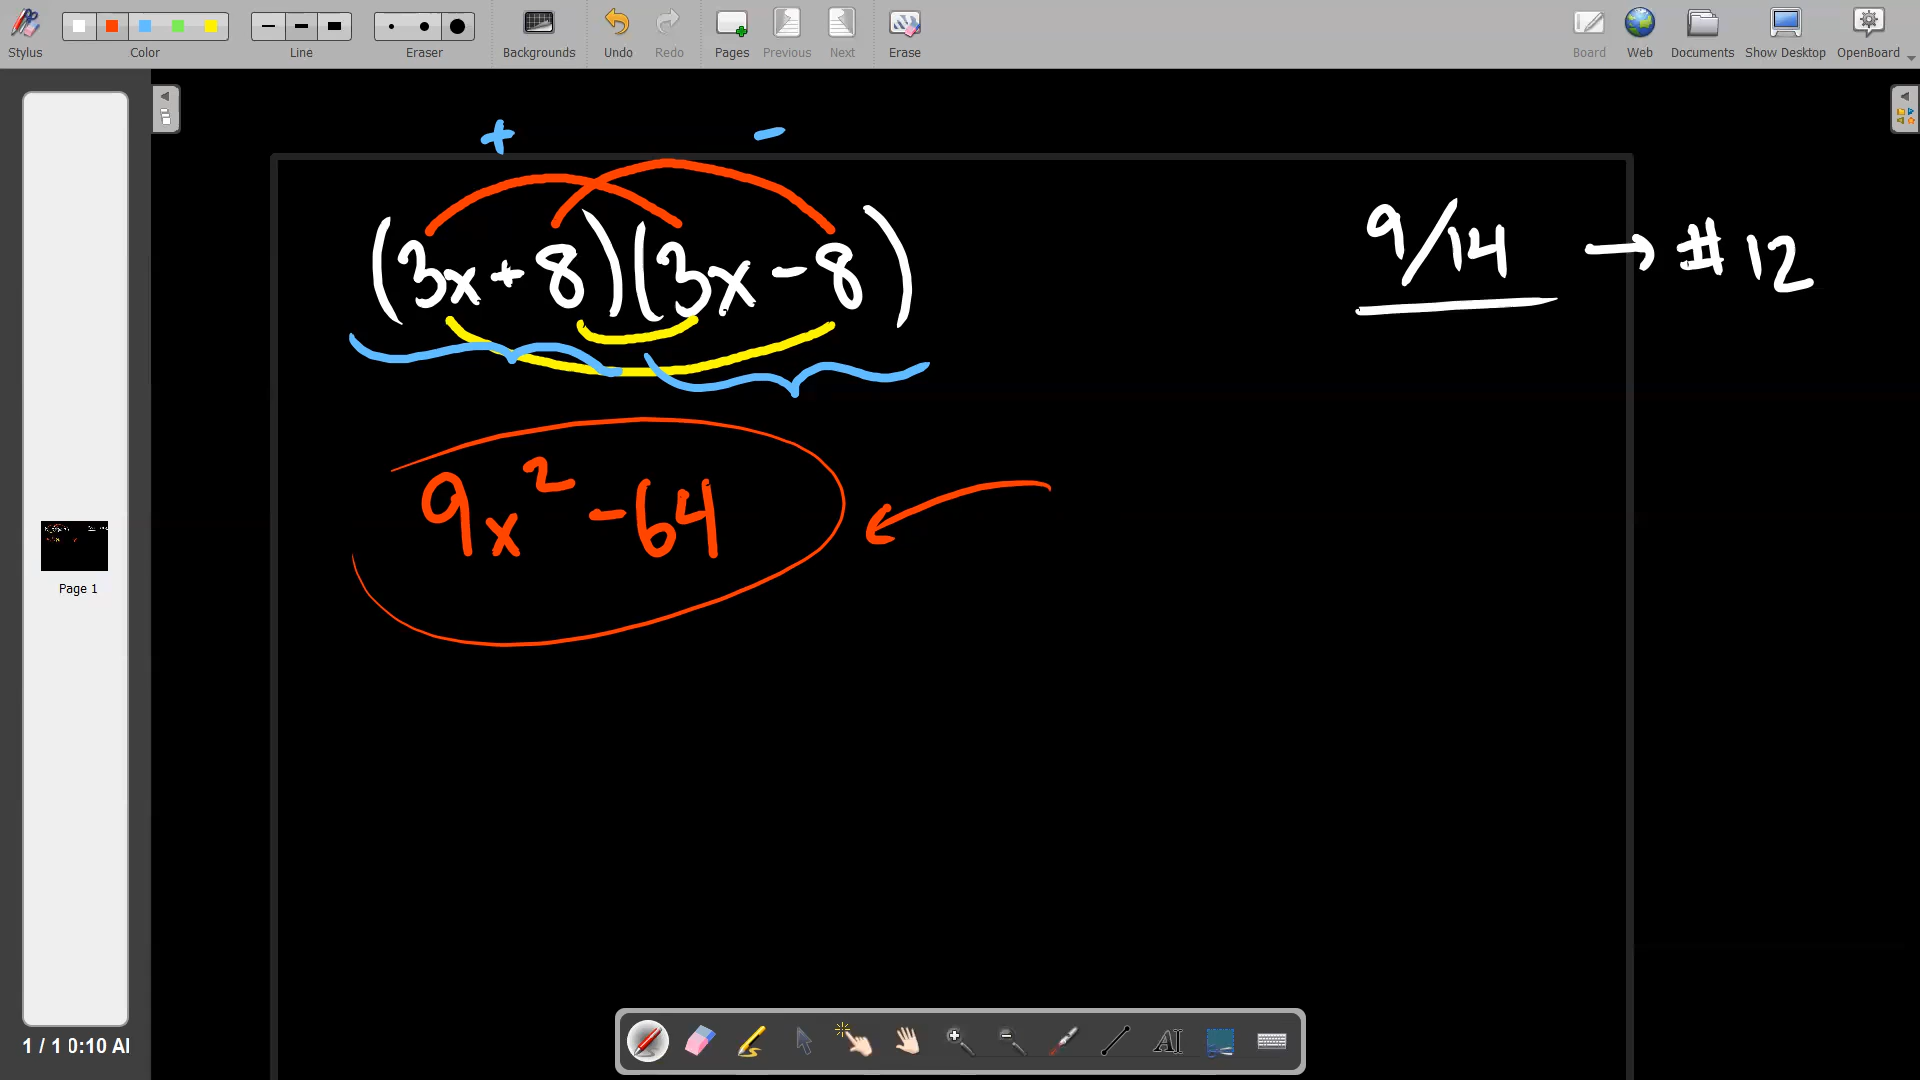 Stylus Color Line Eraser Backgrounds Undo Redo Pages Previous Next Erase Board Web Documents Show Desktop OpenBoard
+ -
(3x+8)(3x-8)
9/14 → #12
9x² -64
Page 1
1 / 1 0:10 AI